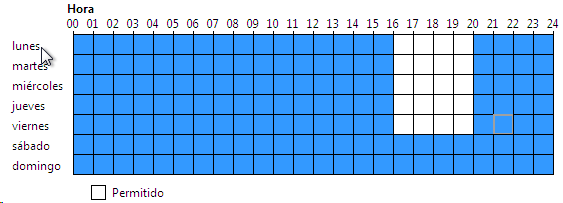 Hora
00 01 02 03 04 05 06 07 08 09 10 11 12 13 14 15 16 17 18 19 20 21 22 23 24
lunes
martes
miércoles
jueves
viernes
sábado
domingo
Permitido